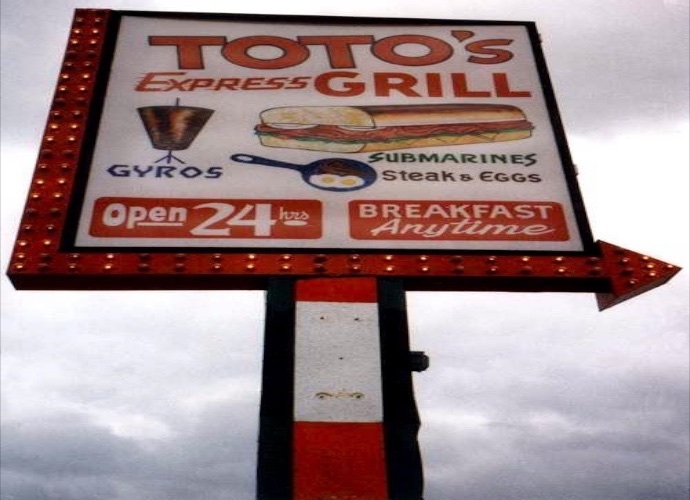 TOTO's
EXPRESS GRILL
SUBMARINES
GYROS
STEAK & EGGS
Open 24 hrs
BREAKFAST
Anytime